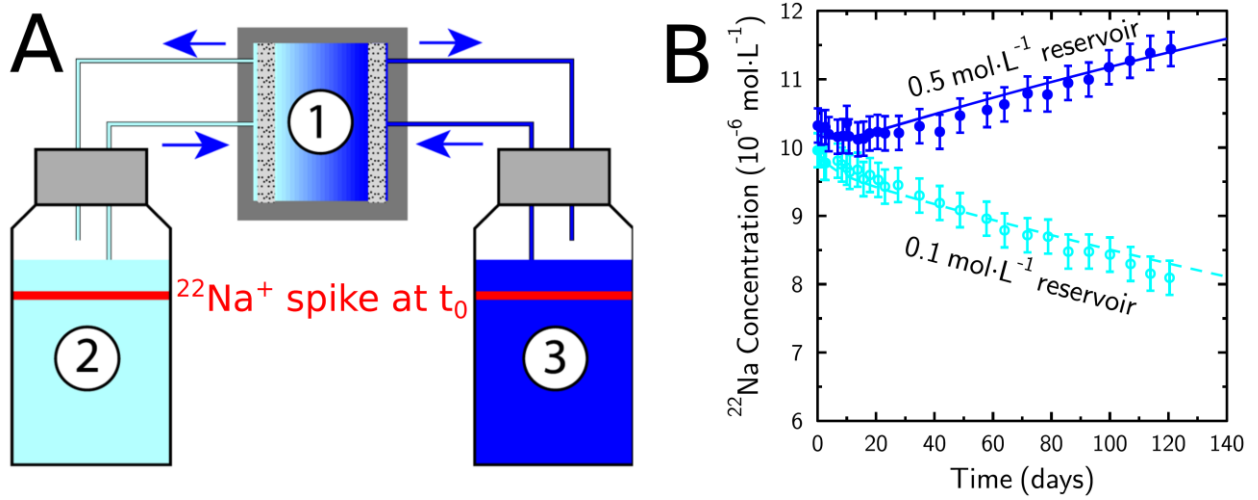 A
1
2
3
²²Na⁺ spike at t₀
B
²²Na Concentration (10⁻⁶ mol·L⁻¹)
12
11
10
9
8
7
6
0.5 mol·L⁻¹ reservoir
0.1 mol·L⁻¹ reservoir
0 20 40 60 80 100 120 140
Time (days)